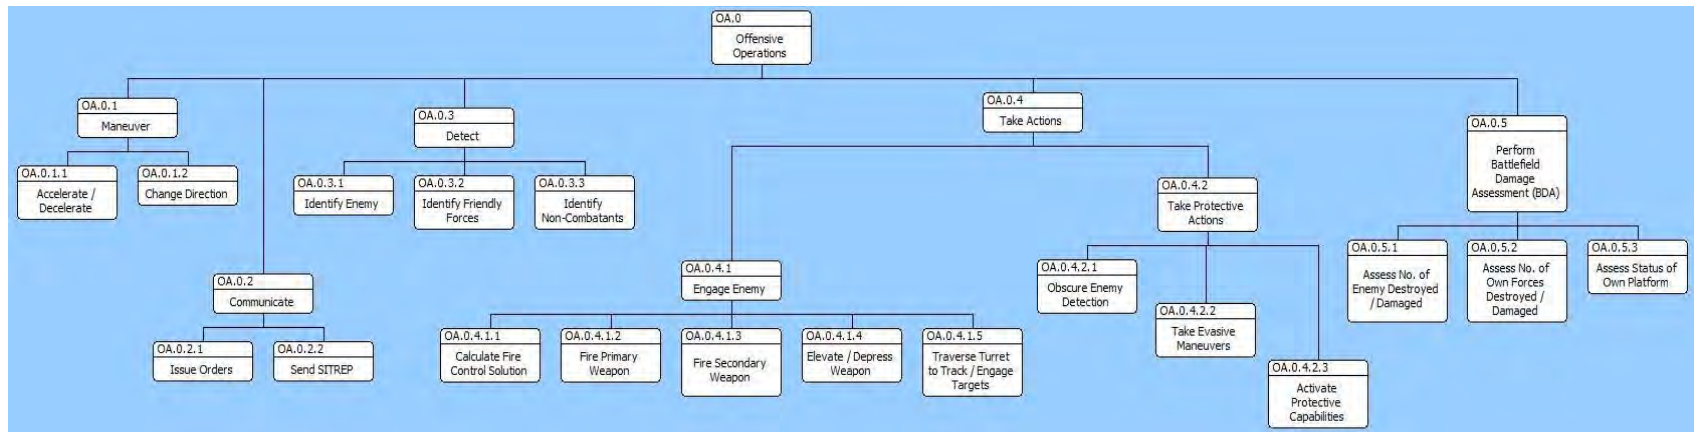 OA.0
Offensive
Operations
OA.0.1
Maneuver
OA.0.1.1
Accelerate /
Decelerate
OA.0.1.2
Change Direction
OA.0.2
Communicate
OA.0.2.1
Issue Orders
OA.0.2.2
Send SITREP
OA.0.3
Detect
OA.0.3.1
Identify Enemy
OA.0.3.2
Identify Friendly
Forces
OA.0.3.3
Identify
Non-Combatants
OA.0.4
Take Actions
OA.0.4.1
Engage Enemy
OA.0.4.1.1
Calculate Fire
Control Solution
OA.0.4.1.2
Fire Primary
Weapon
OA.0.4.1.3
Fire Secondary
Weapon
OA.0.4.1.4
Elevate / Depress
Weapon
OA.0.4.1.5
Traverse Turret
to Track / Engage
Targets
OA.0.4.2
Take Protective
Actions
OA.0.4.2.1
Obscure Enemy
Detection
OA.0.4.2.2
Take Evasive
Maneuvers
OA.0.4.2.3
Activate
Protective
Capabilities
OA.0.5
Perform
Battlefield
Damage
Assessment (BDA)
OA.0.5.1
Assess No. of
Enemy Destroyed
/ Damaged
OA.0.5.2
Assess No. of
Own Forces
Destroyed /
Damaged
OA.0.5.3
Assess Status of
Own Platform